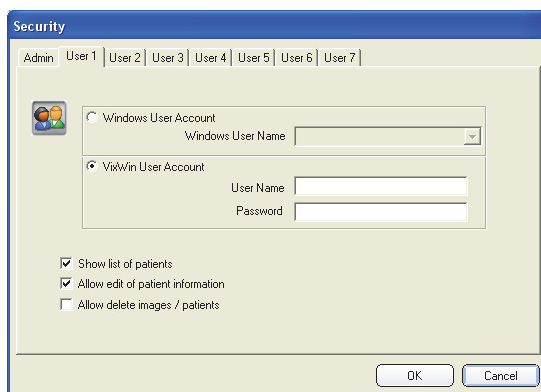 Security
Admin User 1 User 2 User 3 User 4 User 5 User 6 User 7
Windows User Account
Windows User Name
VixWin User Account
User Name
Password
Show list of patients
Allow edit of patient information
Allow delete images / patients
OK Cancel